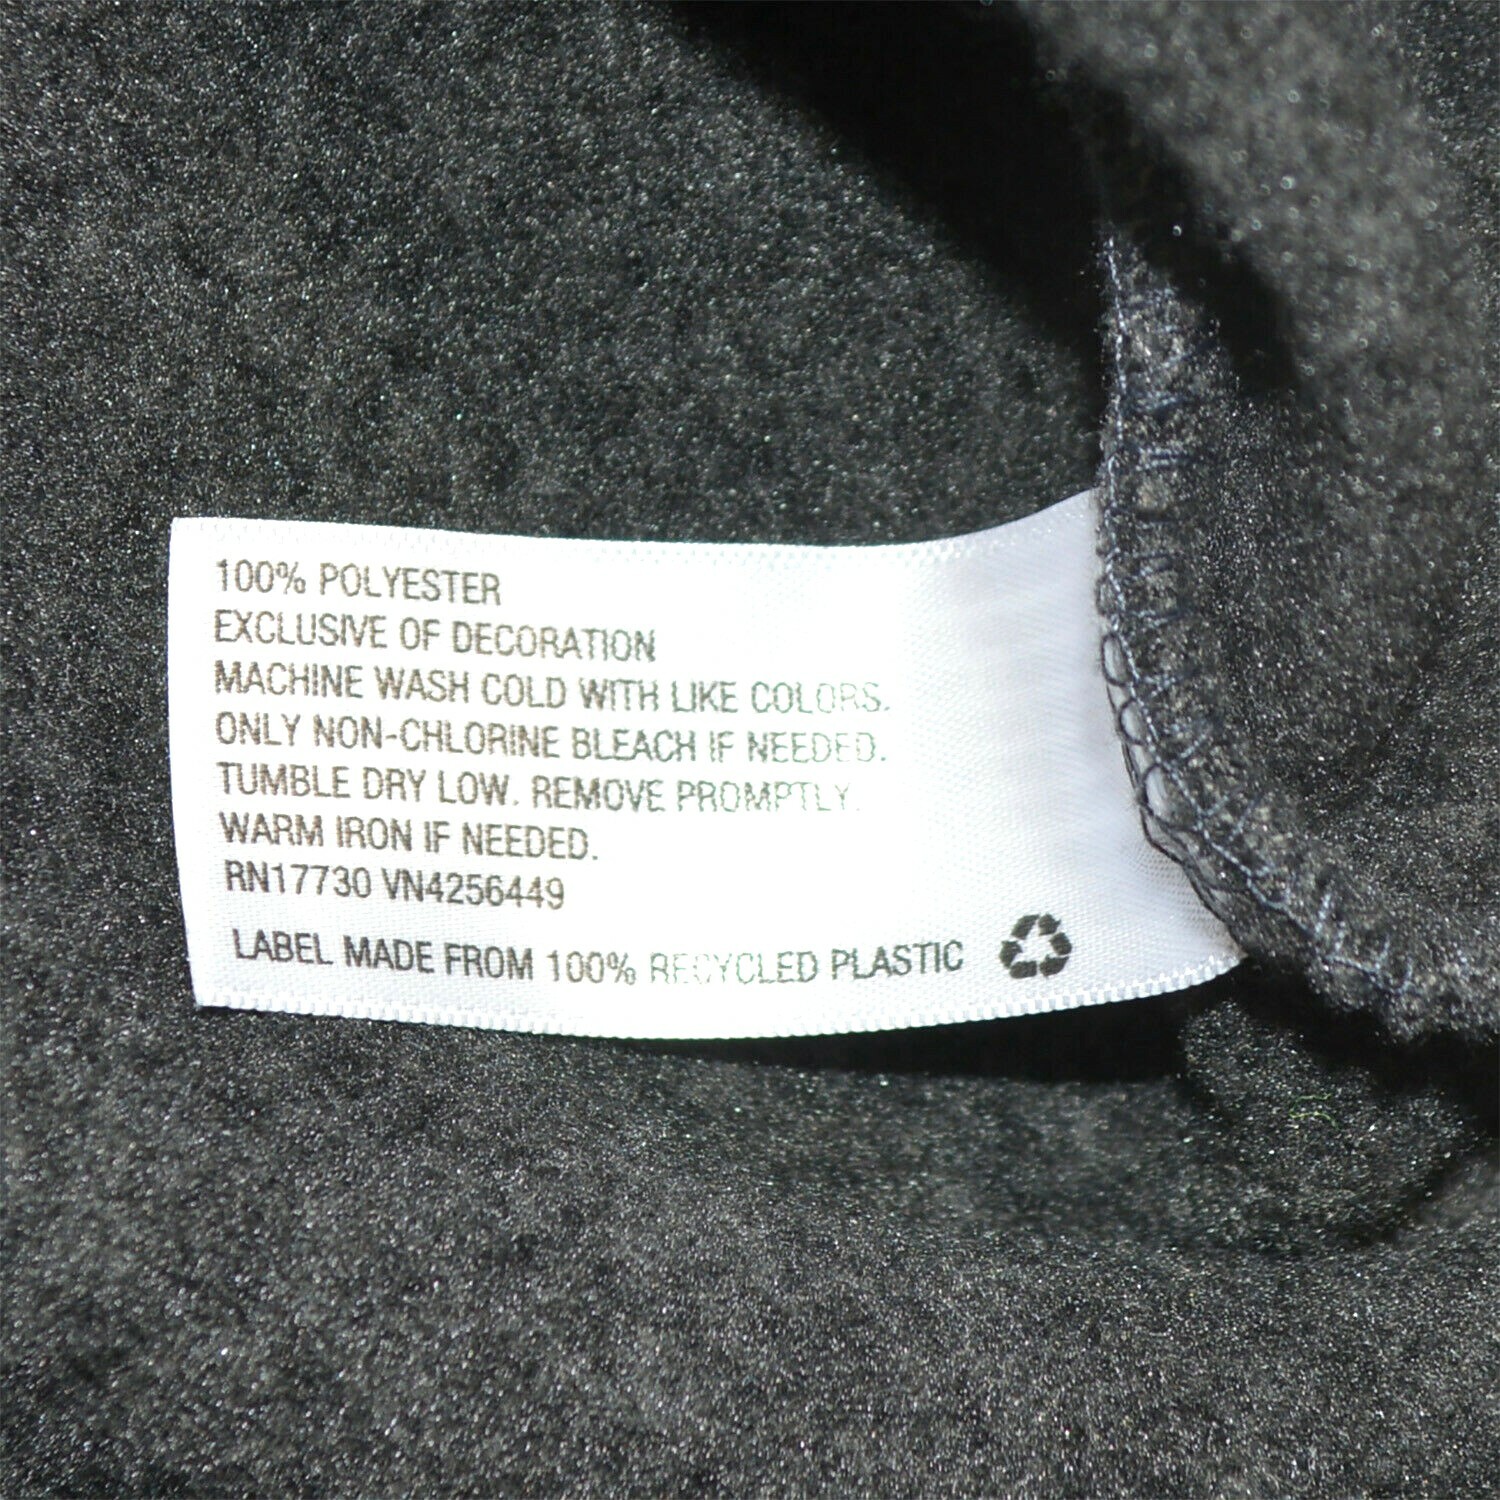 100% POLYESTER
EXCLUSIVE OF DECORATION
MACHINE WASH COLD WITH LIKE COLORS.
ONLY NON-CHLORINE BLEACH IF NEEDED.
TUMBLE DRY LOW. REMOVE PROMPTLY.
WARM IRON IF NEEDED.
RN17730 VN4256449
LABEL MADE FROM 100% RECYCLED PLASTIC